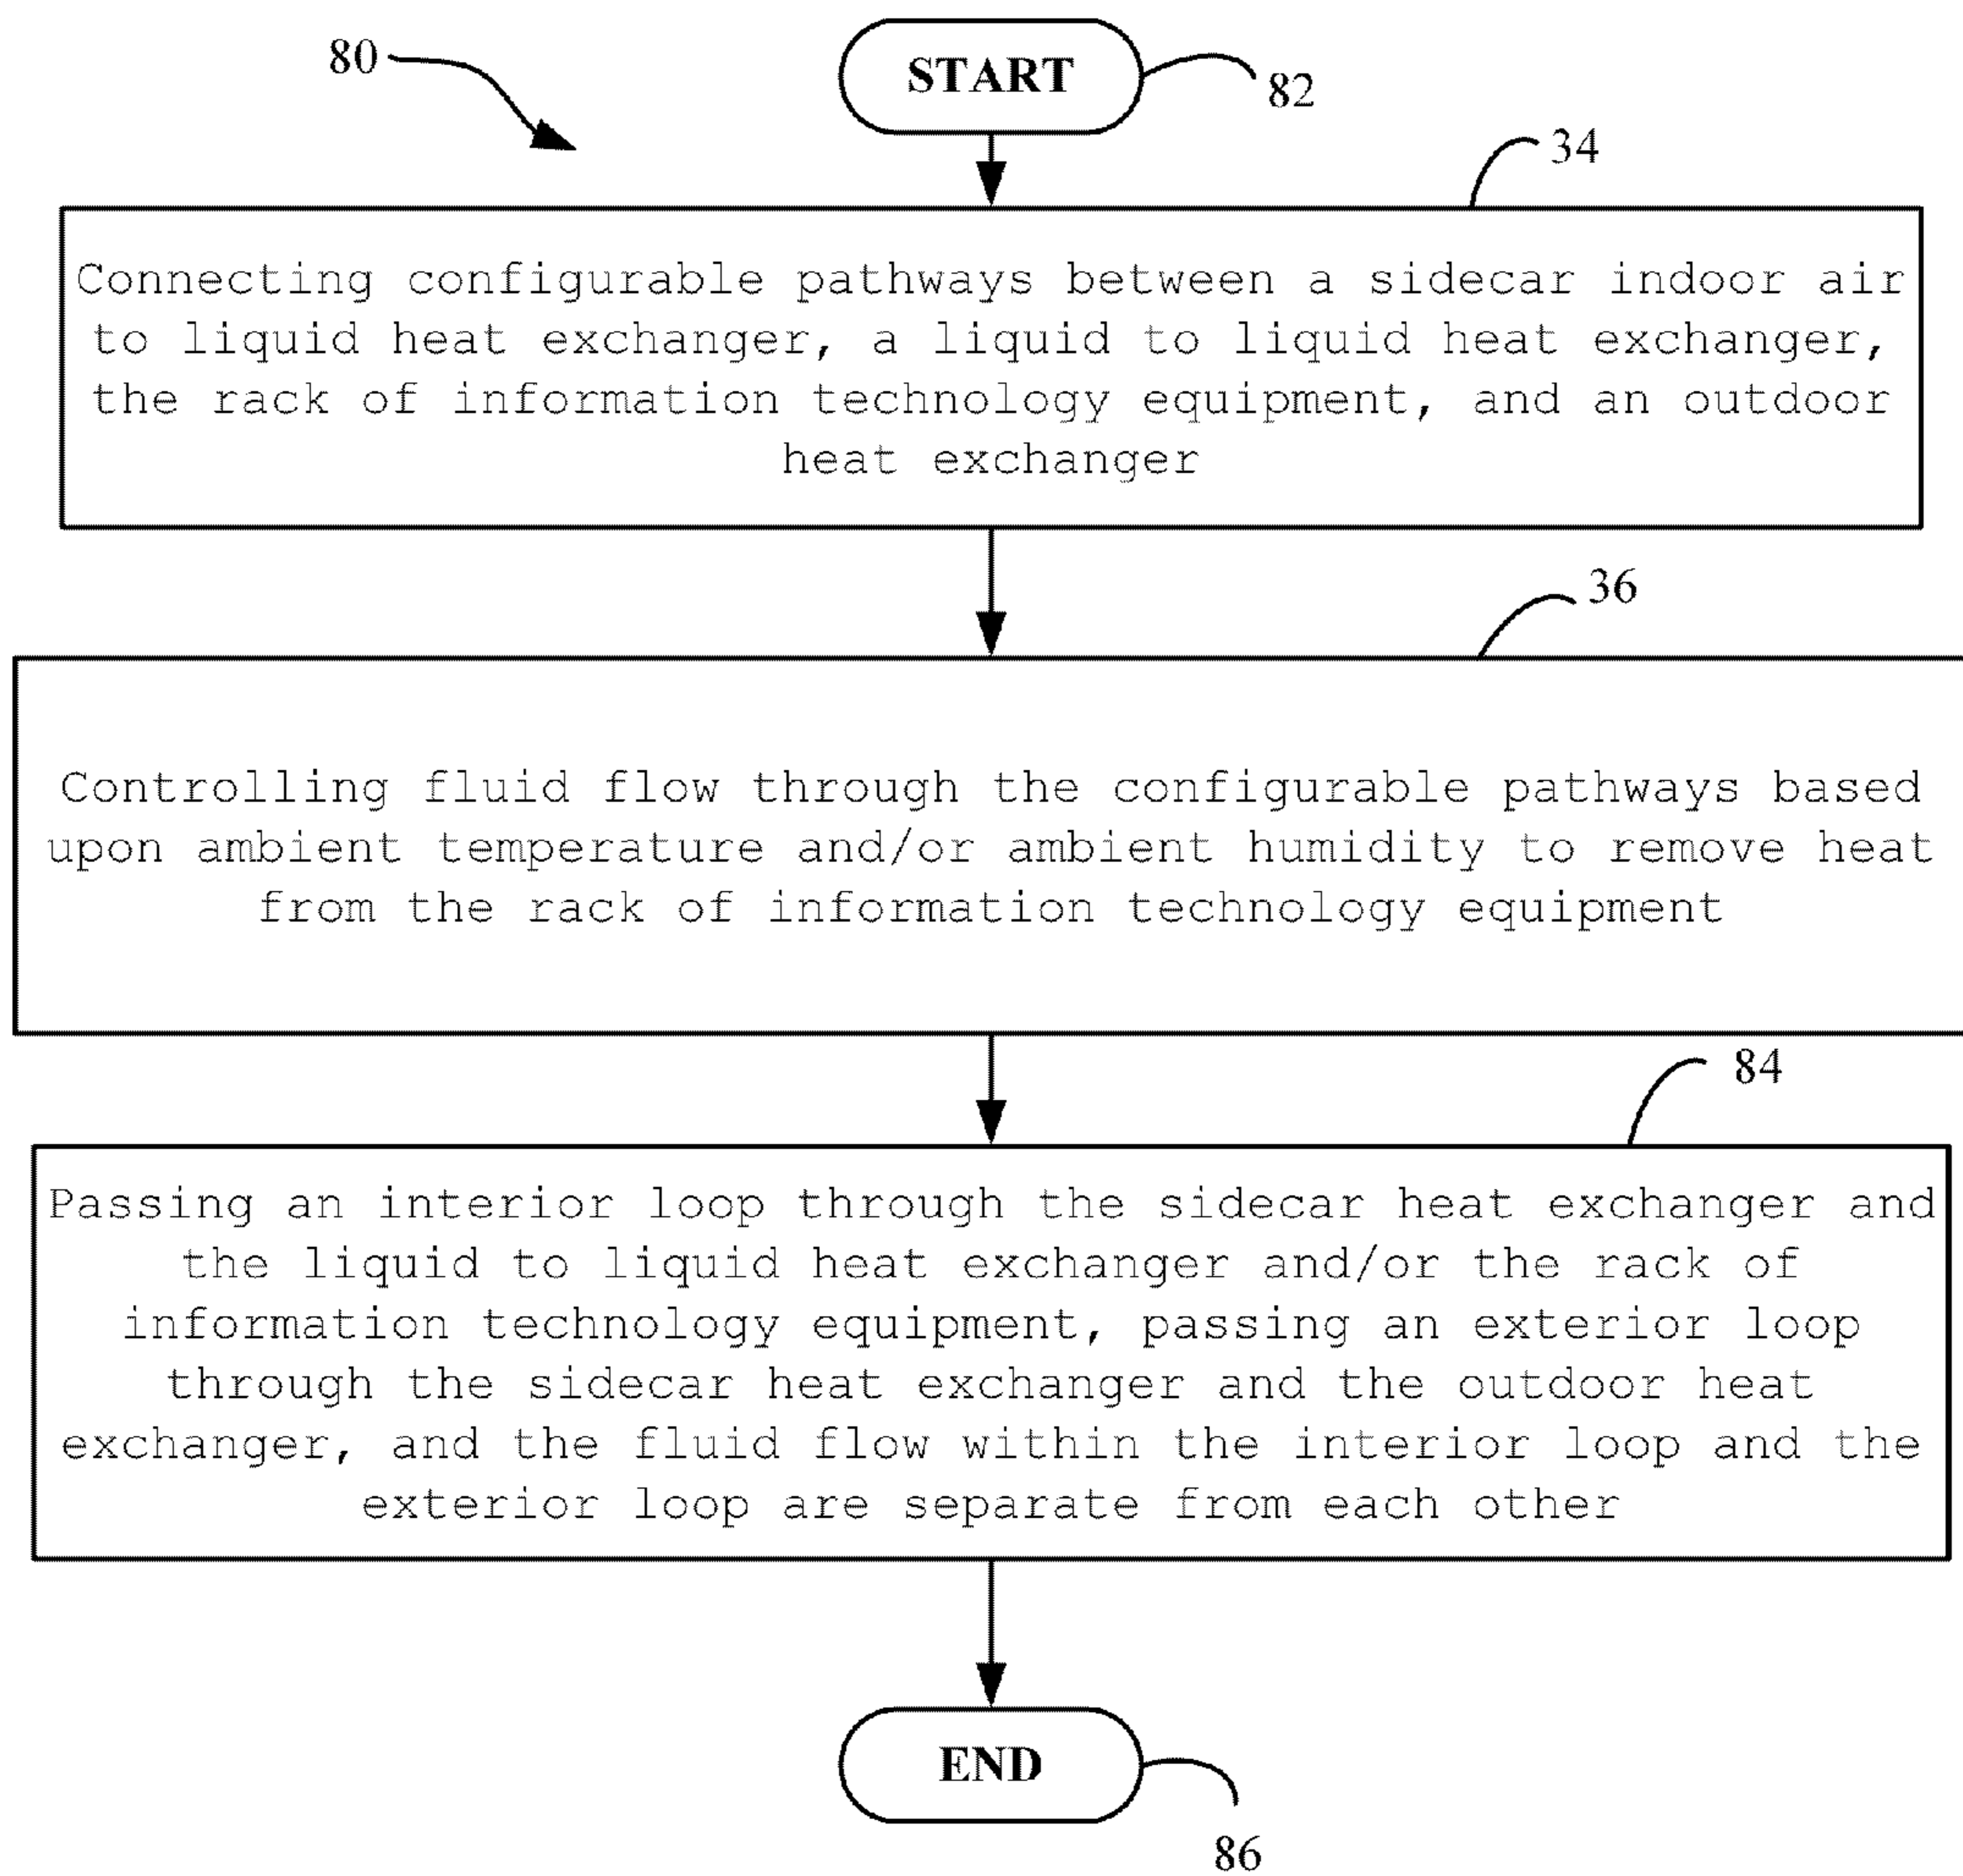 80
START
82
34
Connecting configurable pathways between a sidecar indoor air
to liquid heat exchanger, a liquid to liquid heat exchanger,
the rack of information technology equipment, and an outdoor
heat exchanger
36
Controlling fluid flow through the configurable pathways based
upon ambient temperature and/or ambient humidity to remove heat
from the rack of information technology equipment
84
Passing an interior loop through the sidecar heat exchanger and
the liquid to liquid heat exchanger and/or the rack of
information technology equipment, passing an exterior loop
through the sidecar heat exchanger and the outdoor heat
exchanger, and the fluid flow within the interior loop and the
exterior loop are separate from each other
END
86